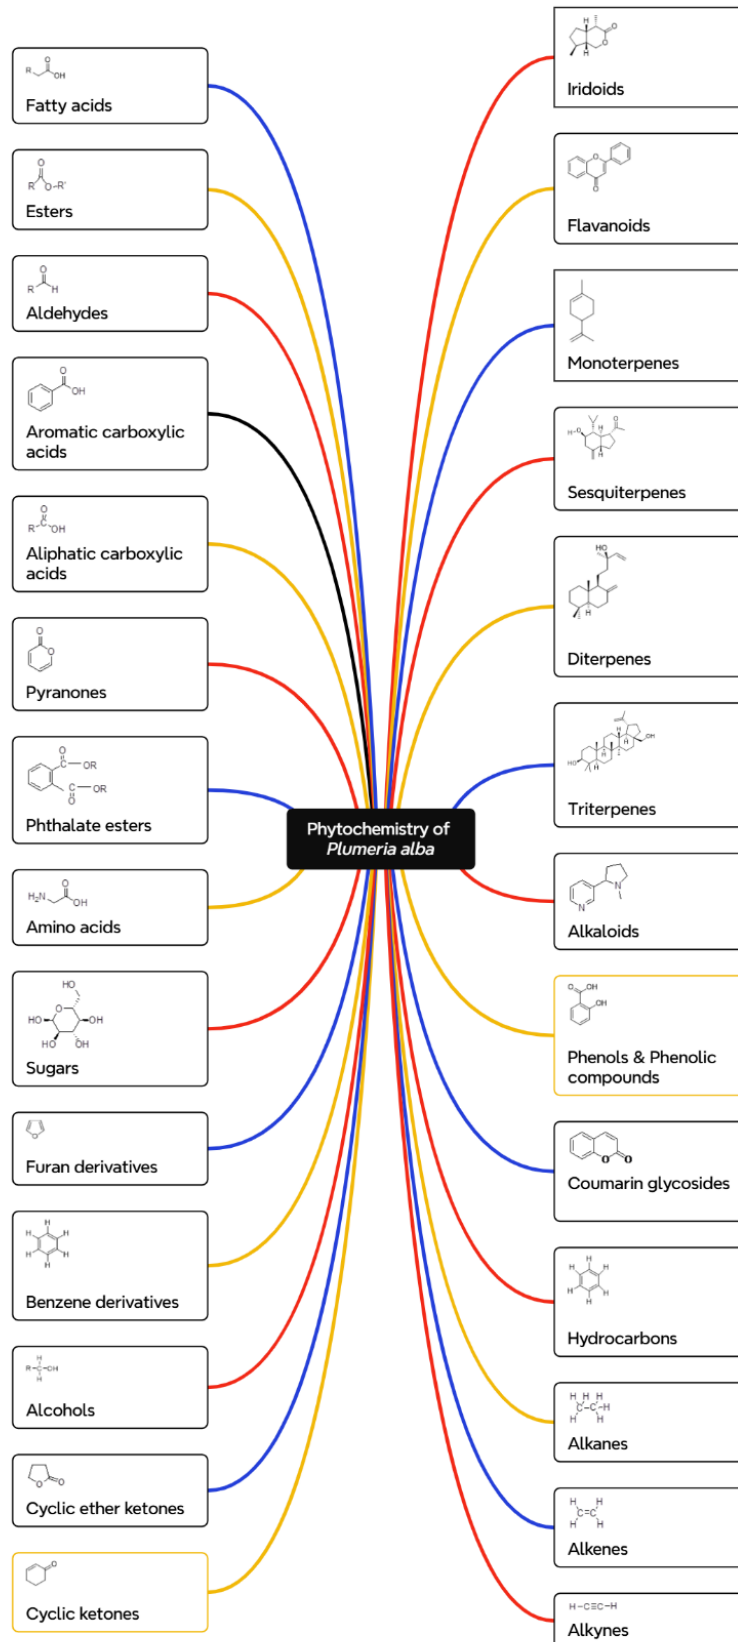 Fatty acids
Esters
Aldehydes
Aromatic carboxylic
acids
Aliphatic carboxylic
acids
Pyranones
Phthalate esters
Amino acids
Sugars
Furan derivatives
Benzene derivatives
Alcohols
Cyclic ether ketones
Cyclic ketones
Phytochemistry of
Plumeria alba
Iridoids
Flavanoids
Monoterpenes
Sesquiterpenes
Diterpenes
Triterpenes
Alkaloids
Phenols & Phenolic
compounds
Coumarin glycosides
Hydrocarbons
Alkanes
Alkenes
H-C≡C-H
Alkynes